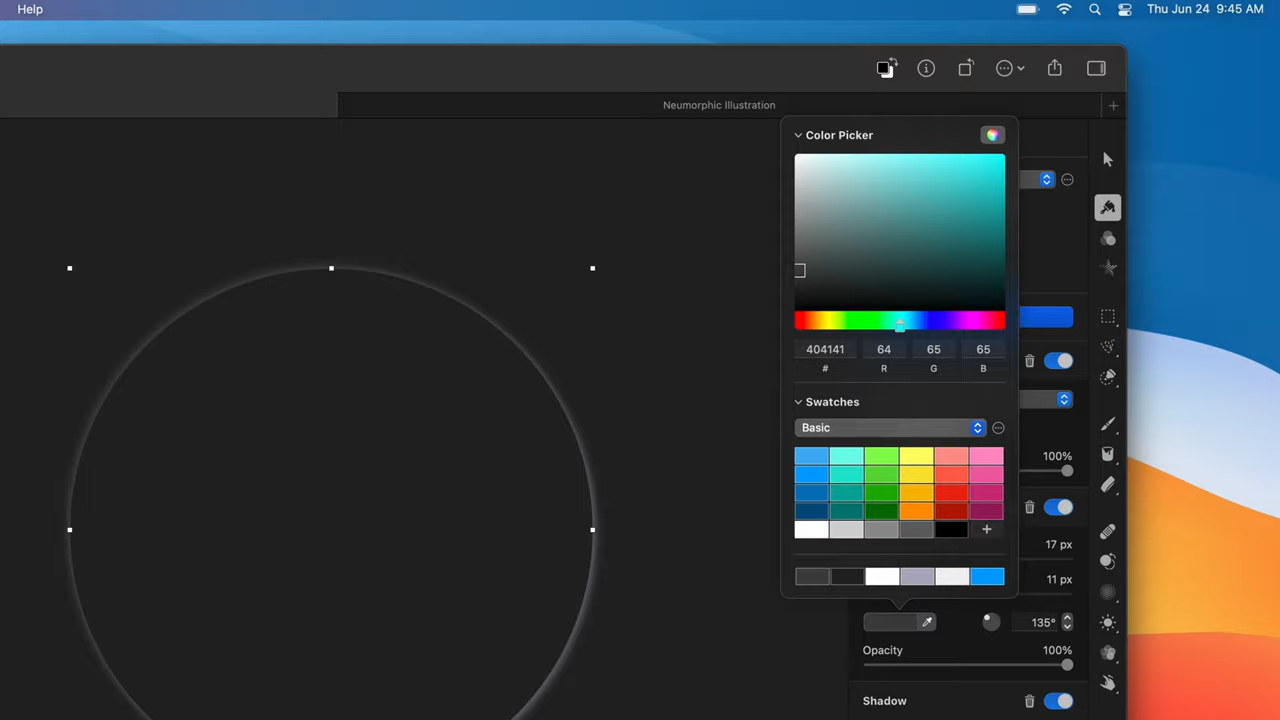 Help
Thu Jun 24 9:45 AM
Neumorphic Illustration
Color Picker
404141 64 65 65
# R G B
Swatches
Basic
100%
17 px
11 px
135°
Opacity 100%
Shadow